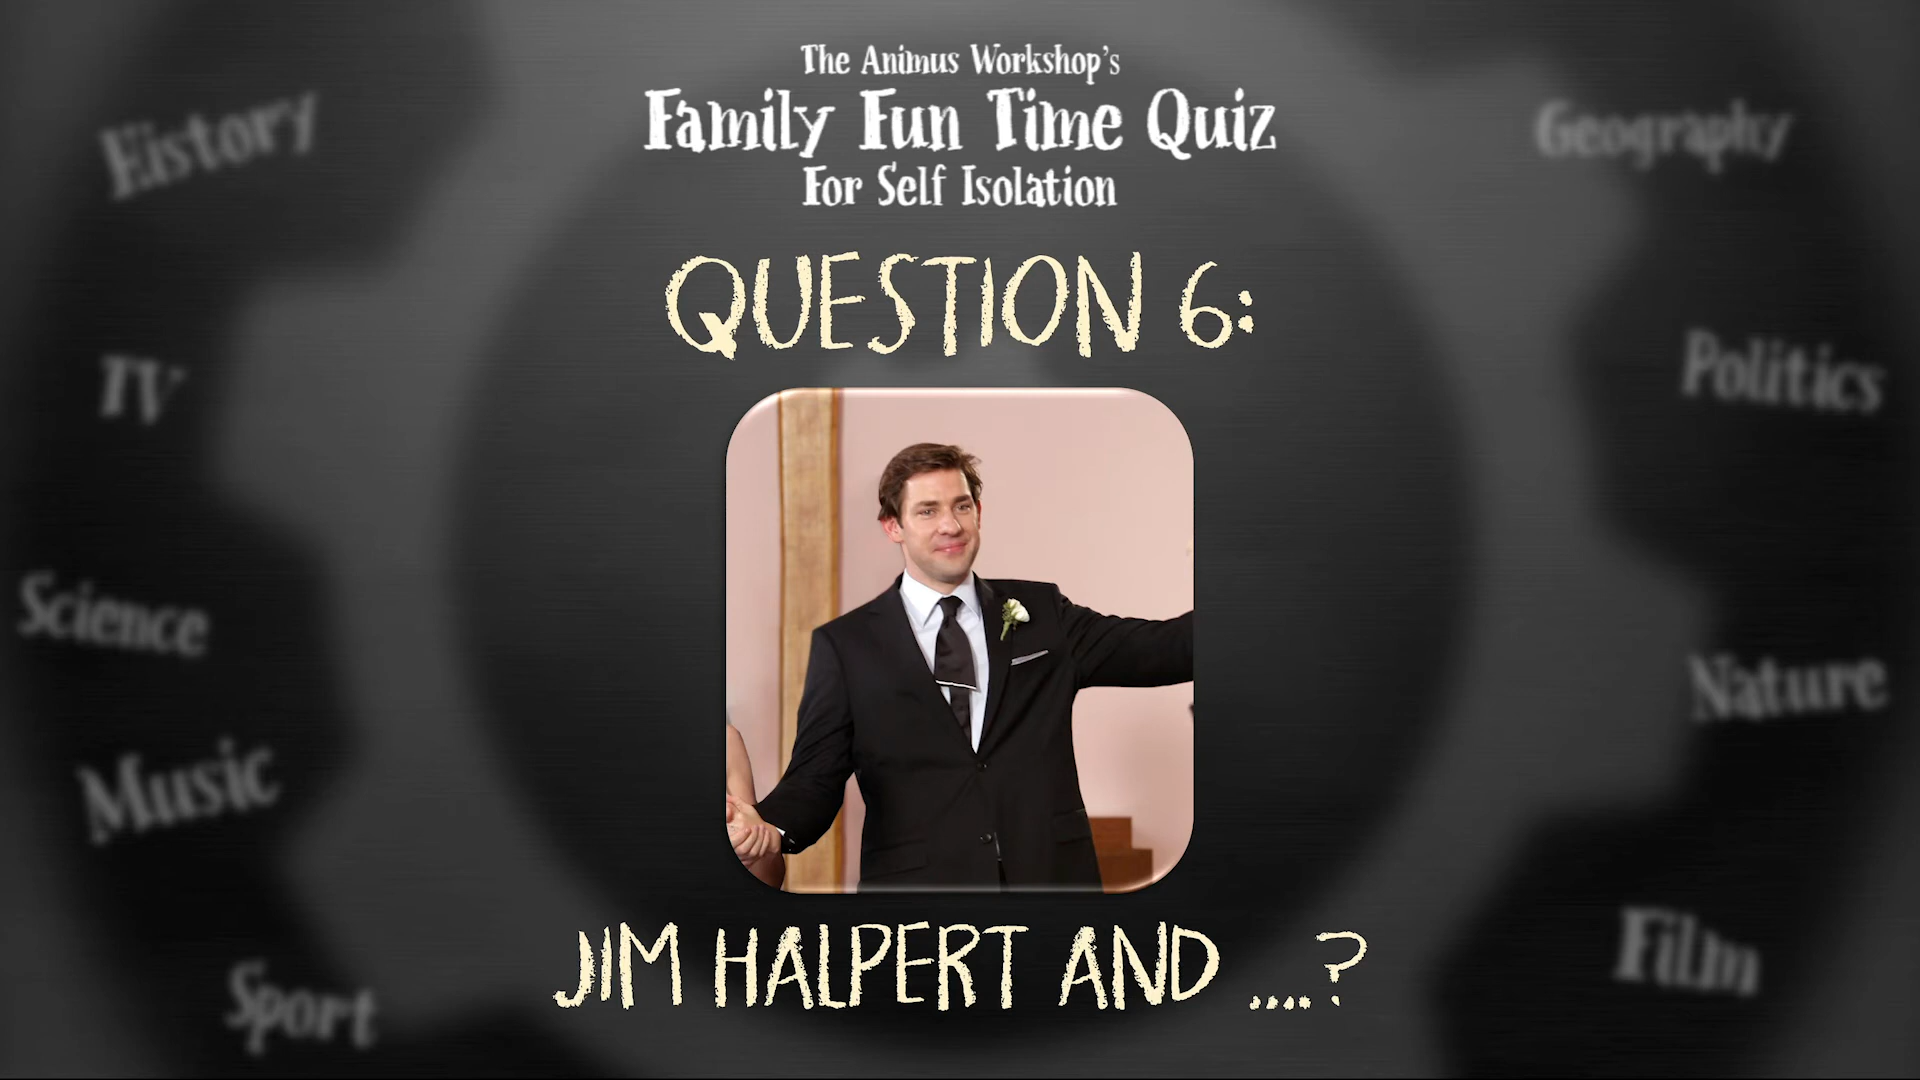 The Animus Workshop's
Family Fun Time Quiz
For Self Isolation
History
Geography
QUESTION 6:
TV
Politics
Science
Nature
Music
Film
JIM HALPERT AND ....?
Sport